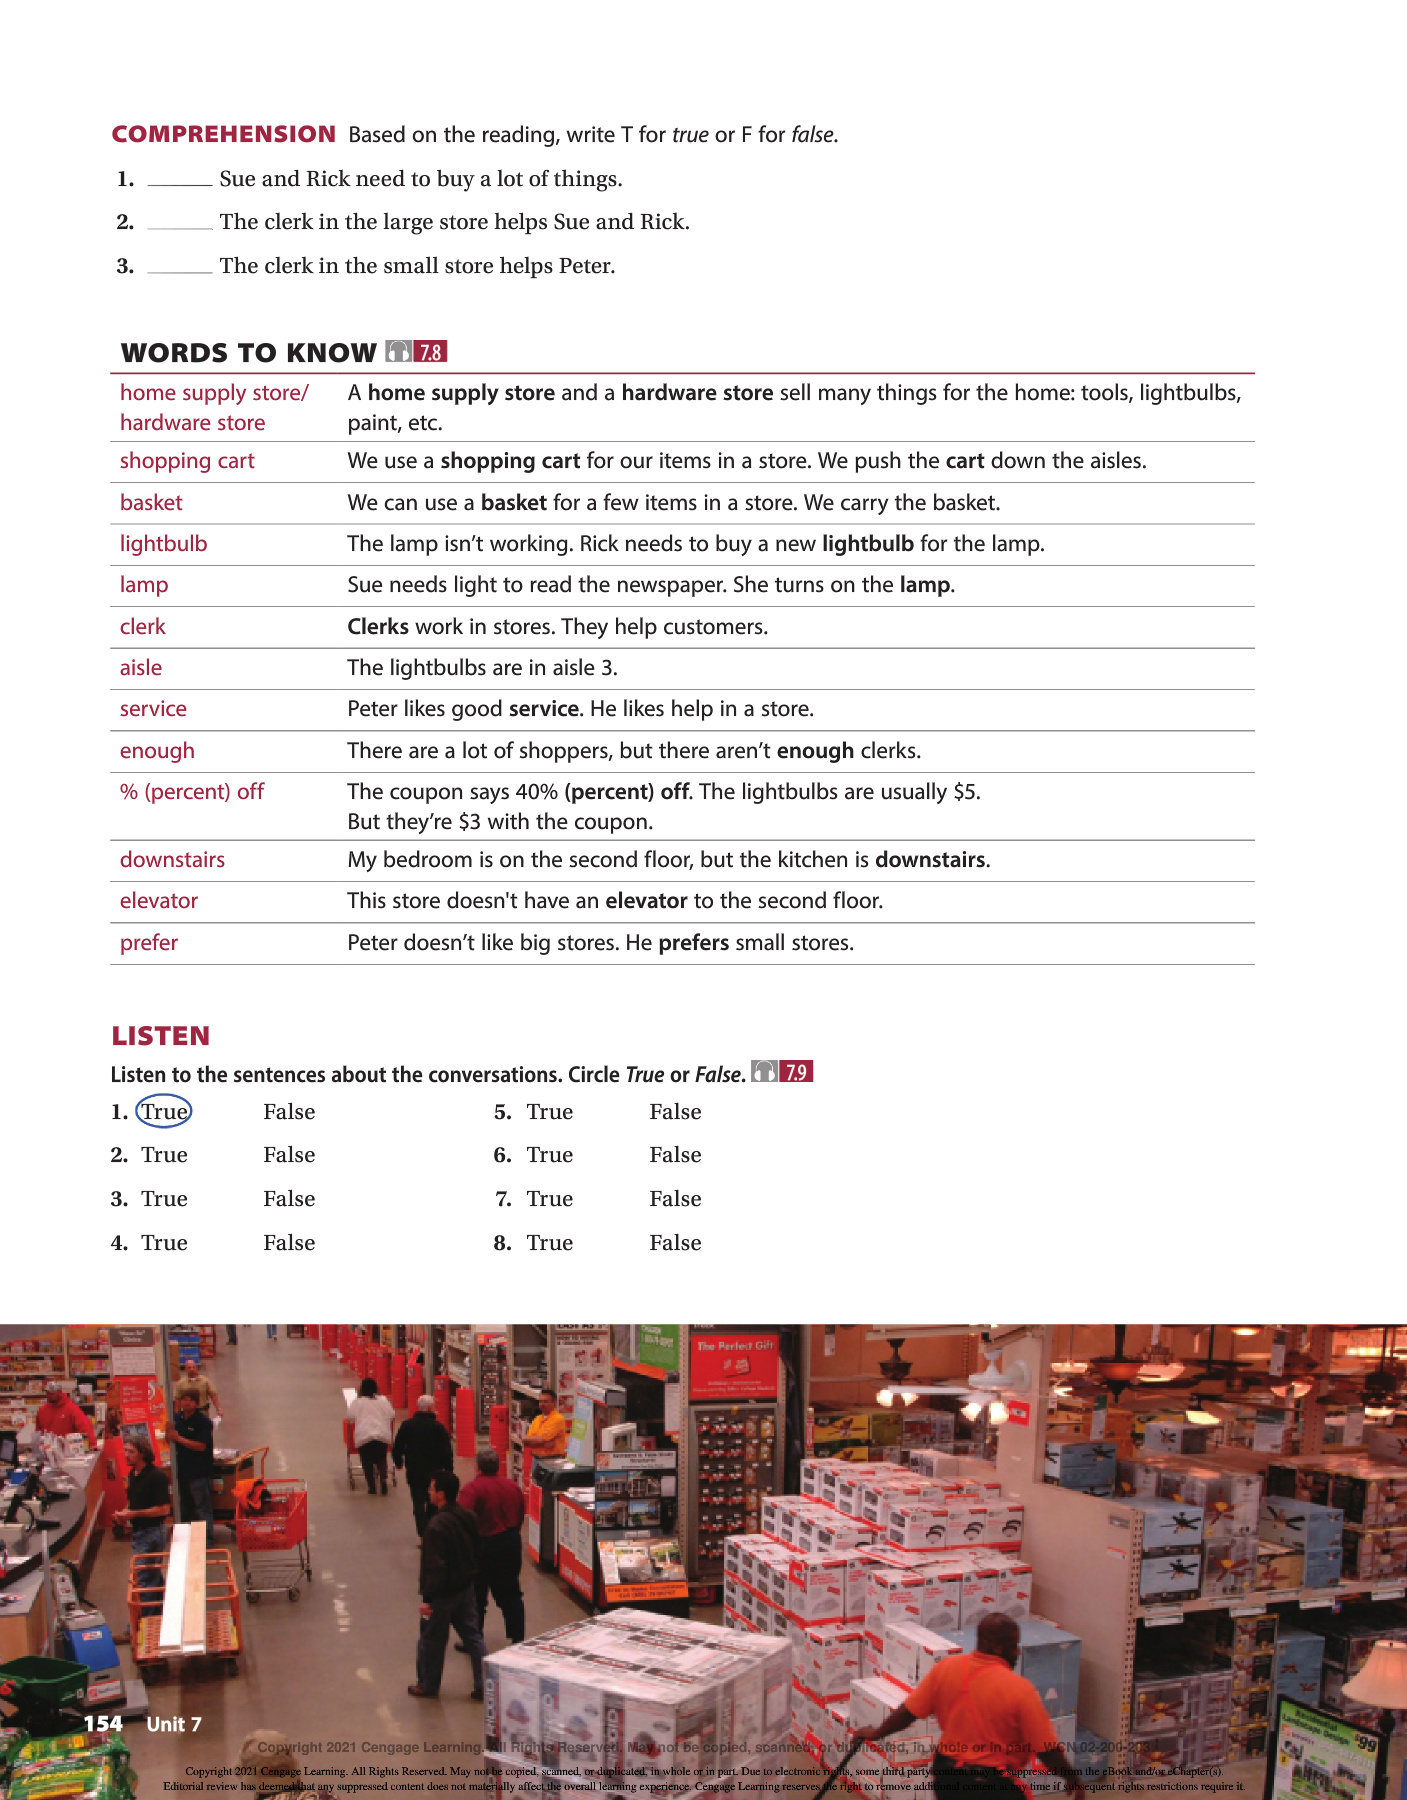 COMPREHENSION Based on the reading, write T for true or F for false.
1. _____ Sue and Rick need to buy a lot of things.
2. _____ The clerk in the large store helps Sue and Rick.
3. _____ The clerk in the small store helps Peter.
WORDS TO KNOW 7.8
home supply store/ A home supply store and a hardware store sell many things for the home: tools, lightbulbs,
hardware store paint, etc.
shopping cart We use a shopping cart for our items in a store. We push the cart down the aisles.
basket We can use a basket for a few items in a store. We carry the basket.
lightbulb The lamp isn’t working. Rick needs to buy a new lightbulb for the lamp.
lamp Sue needs light to read the newspaper. She turns on the lamp.
clerk Clerks work in stores. They help customers.
aisle The lightbulbs are in aisle 3.
service Peter likes good service. He likes help in a store.
enough There are a lot of shoppers, but there aren’t enough clerks.
% (percent) off The coupon says 40% (percent) off. The lightbulbs are usually $5.
But they’re $3 with the coupon.
downstairs My bedroom is on the second floor, but the kitchen is downstairs.
elevator This store doesn't have an elevator to the second floor.
prefer Peter doesn’t like big stores. He prefers small stores.
LISTEN
Listen to the sentences about the conversations. Circle True or False. 7.9
1. True False 5. True False
2. True False 6. True False
3. True False 7. True False
4. True False 8. True False
The Perfect Gift
RIDGID
99
154 Unit 7
Copyright 2021 Cengage Learning. All Rights Reserved. May not be copied, scanned, or duplicated, in whole or in part. WCN 02-200-203
Copyright 2021 Cengage Learning. All Rights Reserved. May not be copied, scanned, or duplicated, in whole or in part. Due to electronic rights, some third party content may be suppressed from the eBook and/or eChapter(s).
Editorial review has deemed that any suppressed content does not materially affect the overall learning experience. Cengage Learning reserves the right to remove additional content at any time if subsequent rights restrictions require it.